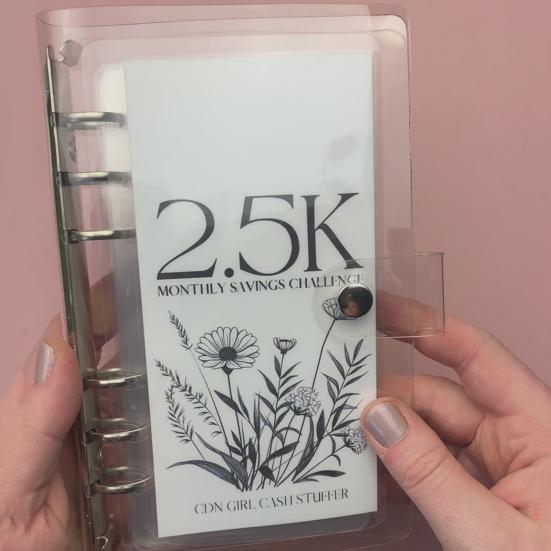 2.5K
MONTHLY SAVINGS CHALLENGE
CDN GIRL CASH STUFFER